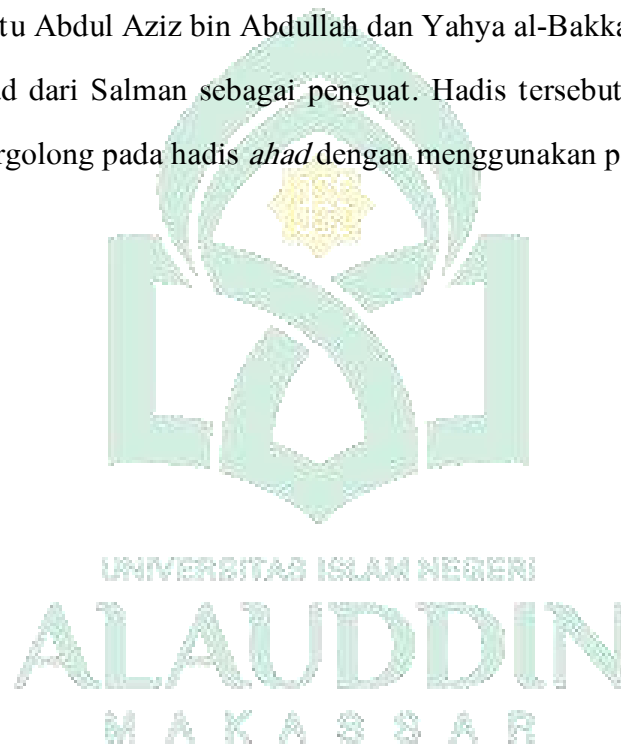 tu Abdul Aziz bin Abdullah dan Yahya al-Bakka
d dari Salman sebagai penguat. Hadis tersebut
rgolong pada hadis ahad dengan menggunakan p
UNIVERSITAS ISLAM NEGERI
ALAUDDIN
MAKASSAR